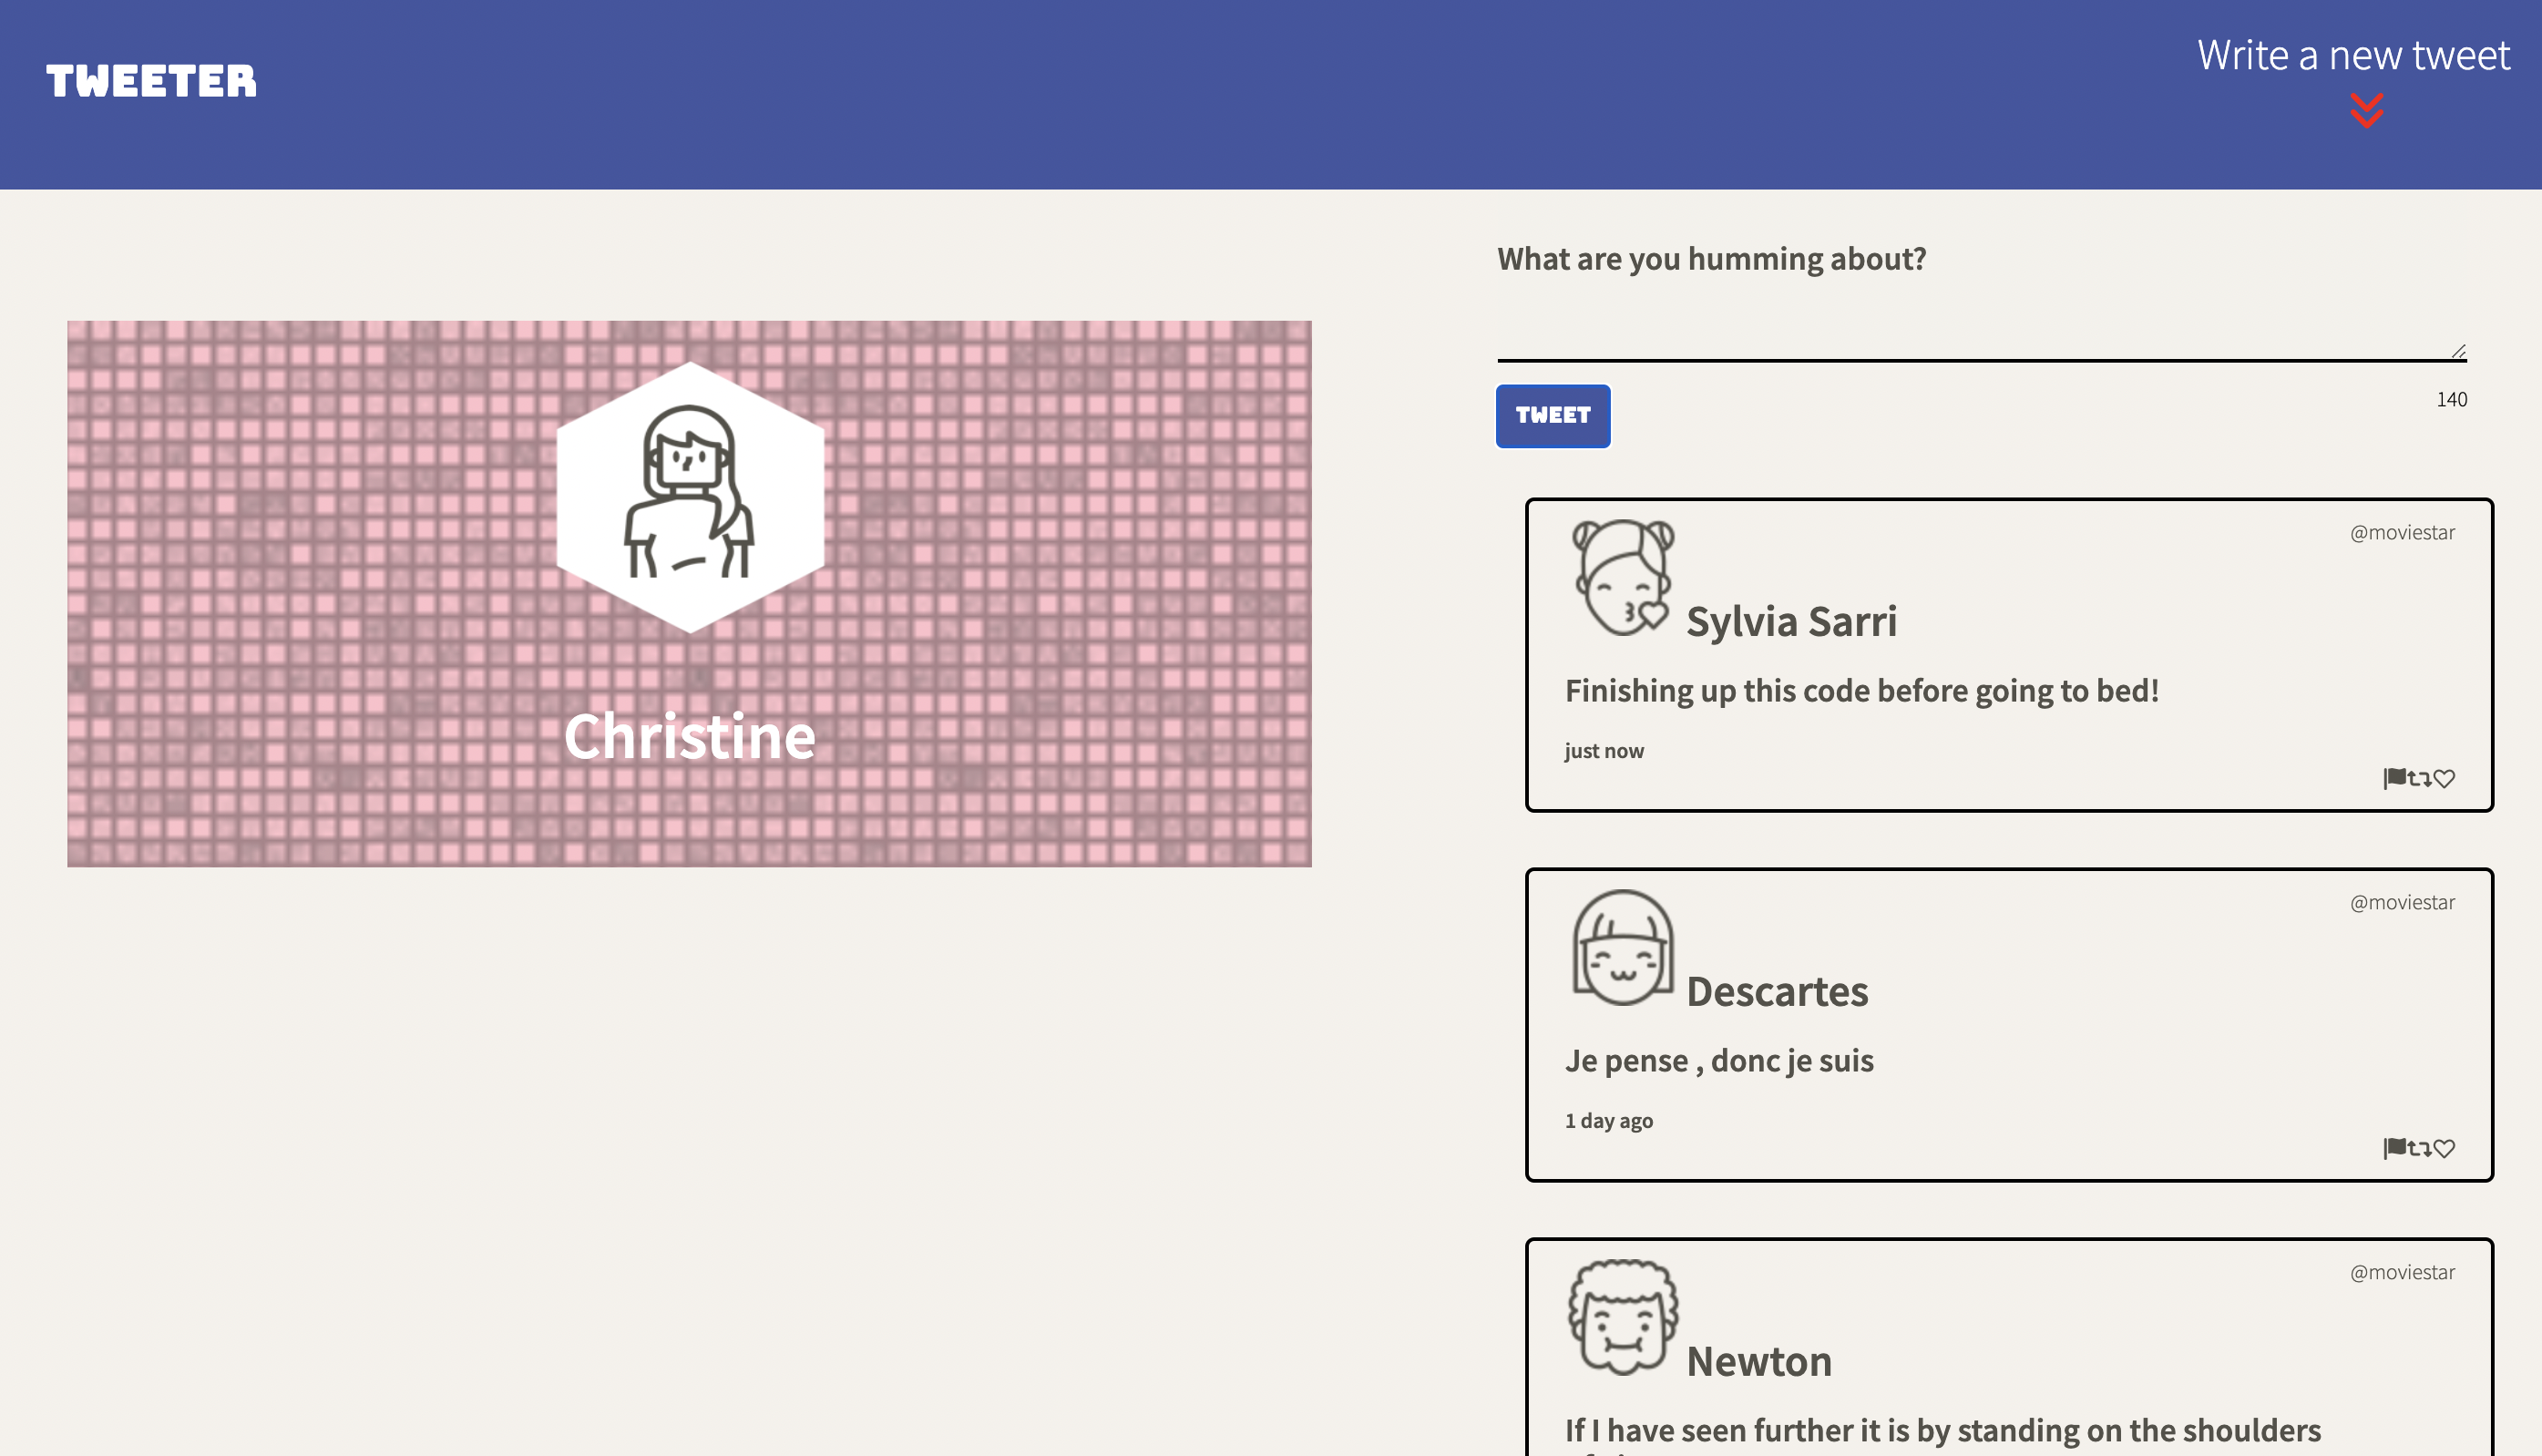 TWEETER
Write a new tweet
Christine
What are you humming about?
TWEET
140
@moviestar
Sylvia Sarri
Finishing up this code before going to bed!
just now
@moviestar
Descartes
Je pense , donc je suis
1 day ago
@moviestar
Newton
If I have seen further it is by standing on the shoulders